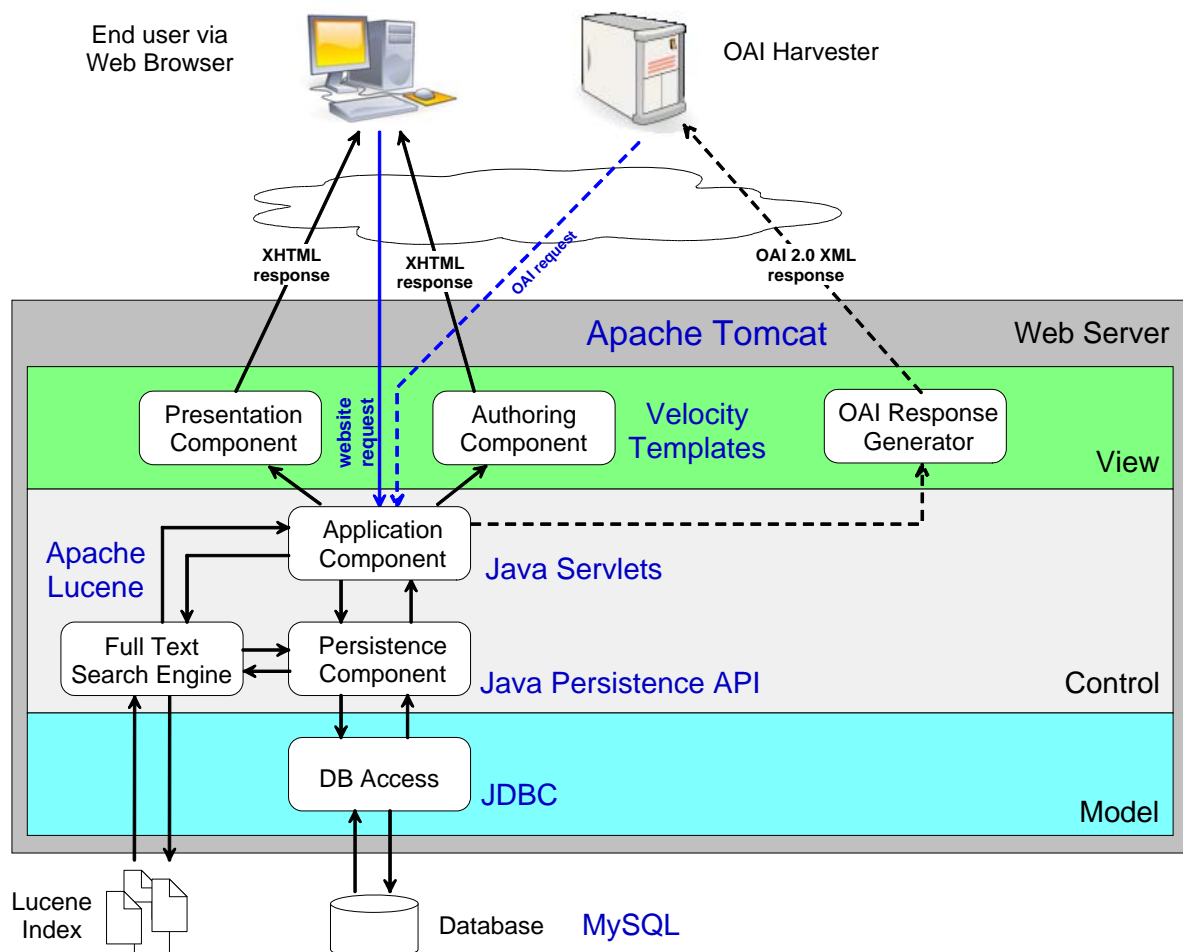 End user via
Web Browser
OAI Harvester
XHTML
response
XHTML
response
OAI request
OAI 2.0 XML
response
Apache Tomcat
Web Server
Presentation
Component
website
request
Authoring
Component
Velocity
Templates
OAI Response
Generator
View
Apache
Lucene
Application
Component
Java Servlets
Full Text
Search Engine
Persistence
Component
Java Persistence API
Control
DB Access
JDBC
Model
Lucene
Index
Database
MySQL